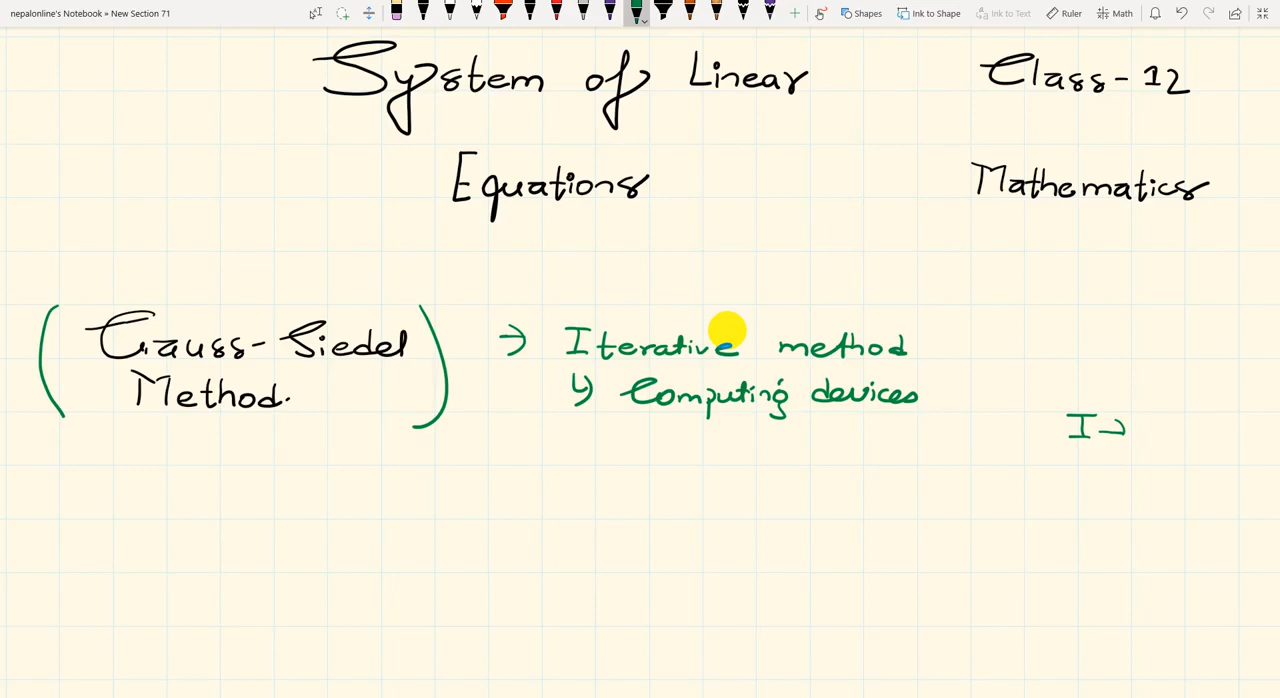 nepalonline's Notebook » New Section 71
Shapes
Ink to Shape
Ink to Text
Ruler
Math
System of Linear
Equations
Class-12
Mathematics
(Gauss-Siedel
Method.)
→ Iterative method
↳ Computing devices
I→